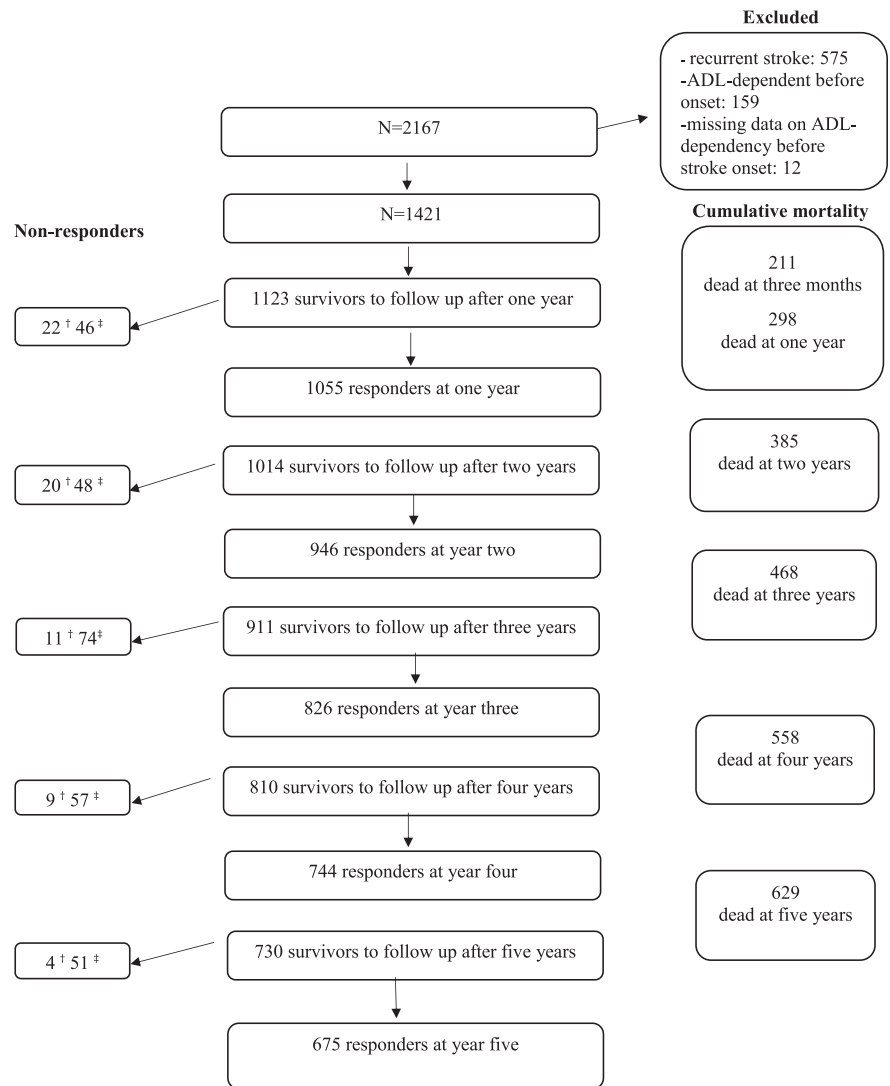 Excluded
- recurrent stroke: 575
-ADL-dependent before
onset: 159
-missing data on ADL-
dependency before
stroke onset: 12
N=2167
N=1421
Non-responders
Cumulative mortality
211
dead at three months
298
dead at one year
1123 survivors to follow up after one year
22 † 46 ‡
1055 responders at one year
385
dead at two years
1014 survivors to follow up after two years
20 † 48 ‡
946 responders at year two
468
dead at three years
911 survivors to follow up after three years
11 † 74‡
826 responders at year three
558
dead at four years
810 survivors to follow up after four years
9 † 57 ‡
744 responders at year four
629
dead at five years
730 survivors to follow up after five years
4 † 51 ‡
675 responders at year five